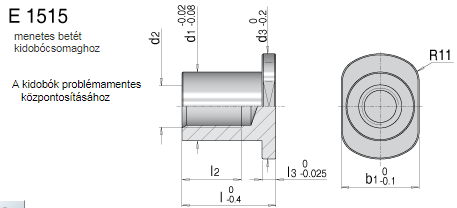 E 1515
menetes betét
kidobócsomaghoz
A kidobók problémamentes
központosításához
d2
d1 -0.02 -0.08
d3 0 -0.2
R11
l2
l3 0 -0.025
l 0 -0.4
b1 0 -0.1